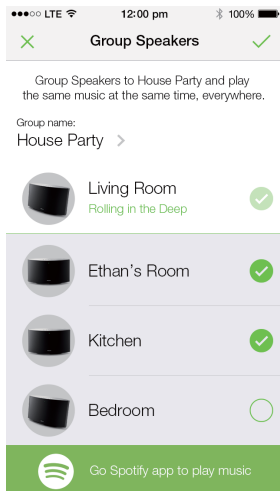 LTE 12:00 pm 100%
Group Speakers
Group Speakers to House Party and play
the same music at the same time, everywhere.
Group name:
House Party
Living Room
Rolling in the Deep
Ethan's Room
Kitchen
Bedroom
Go Spotify app to play music